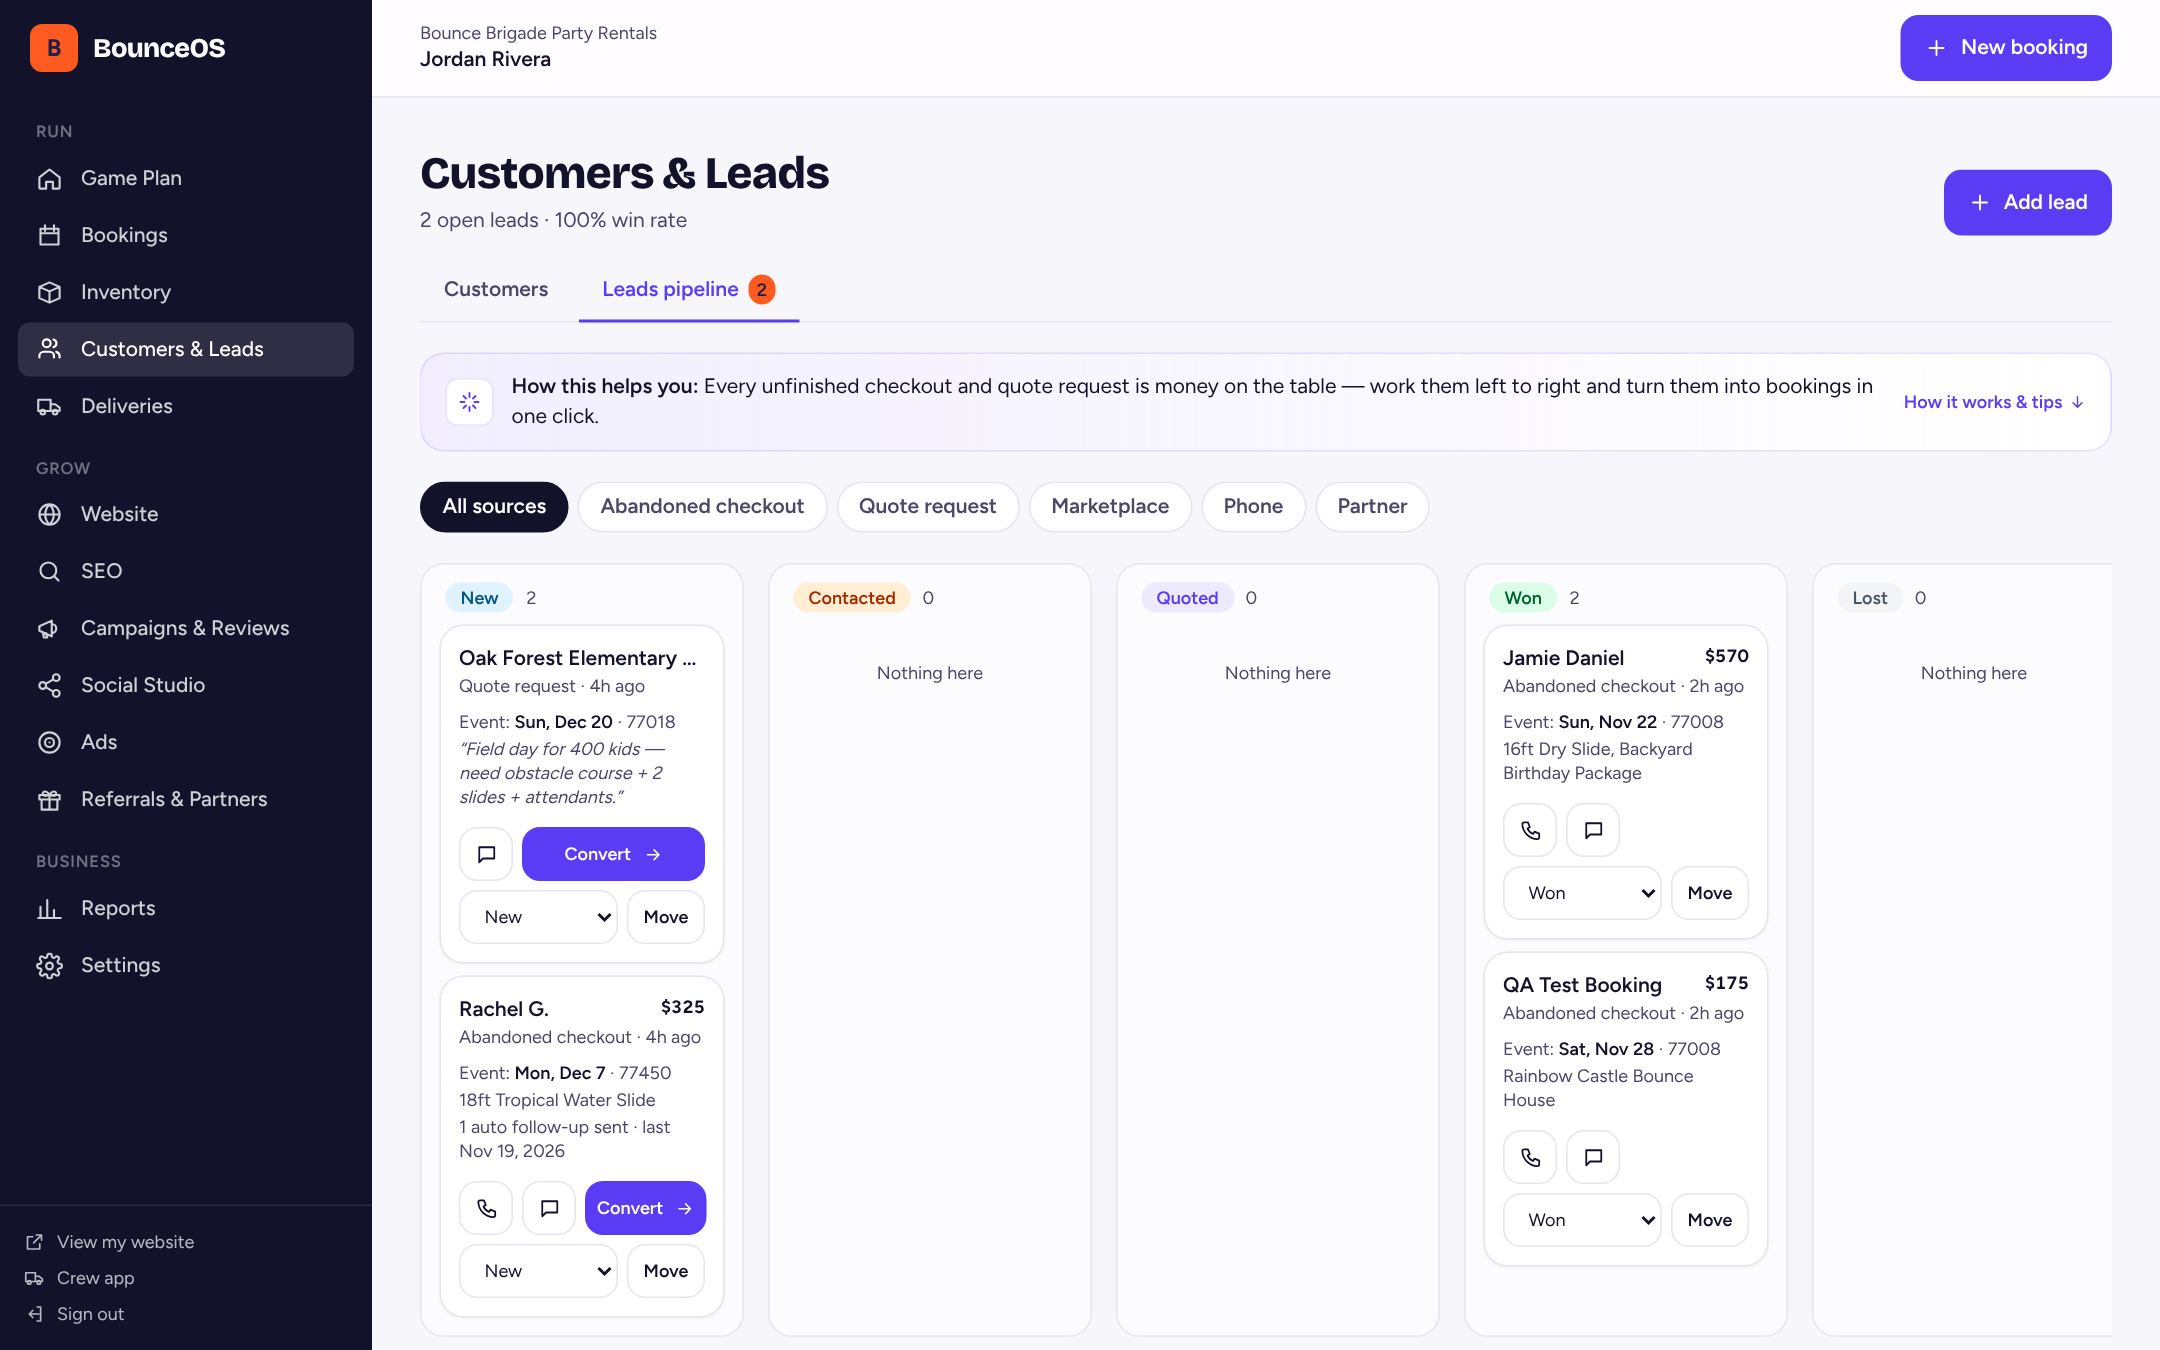 B
BounceOS
RUN
Game Plan
Bookings
Inventory
Customers & Leads
Deliveries
GROW
Website
SEO
Campaigns & Reviews
Social Studio
Ads
Referrals & Partners
BUSINESS
Reports
Settings
View my website
Crew app
Sign out
Bounce Brigade Party Rentals
Jordan Rivera
New booking
Customers & Leads
2 open leads · 100% win rate
Add lead
Customers
Leads pipeline 2
How this helps you: Every unfinished checkout and quote request is money on the table — work them left to right and turn them into bookings in
one click.
How it works & tips ↓
All sources
Abandoned checkout
Quote request
Marketplace
Phone
Partner
New 2
Oak Forest Elementary ...
Quote request · 4h ago
Event: Sun, Dec 20 · 77018
“Field day for 400 kids —
need obstacle course + 2
slides + attendants.”
Convert →
New
Move
Rachel G. $325
Abandoned checkout · 4h ago
Event: Mon, Dec 7 · 77450
18ft Tropical Water Slide
1 auto follow-up sent · last
Nov 19, 2026
Convert →
New
Move
Contacted 0
Nothing here
Quoted 0
Nothing here
Won 2
Jamie Daniel $570
Abandoned checkout · 2h ago
Event: Sun, Nov 22 · 77008
16ft Dry Slide, Backyard
Birthday Package
Won
Move
QA Test Booking $175
Abandoned checkout · 2h ago
Event: Sat, Nov 28 · 77008
Rainbow Castle Bounce
House
Won
Move
Lost 0
Nothing here